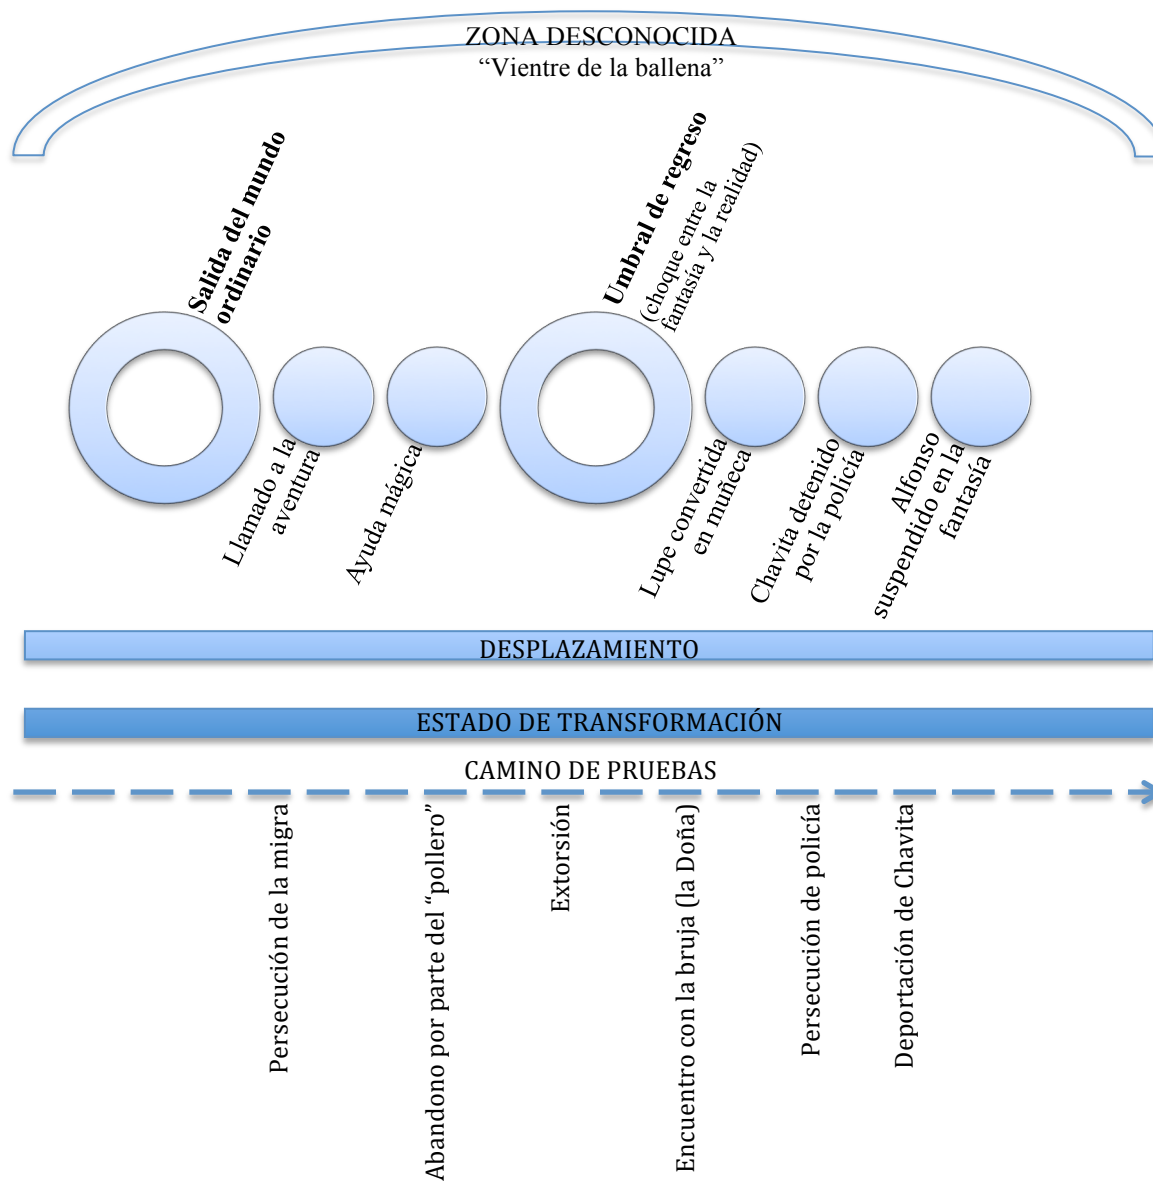 ZONA DESCONOCIDA
“Vientre de la ballena”
Salida del mundo
ordinario
Umbral de regreso
(choque entre la
fantasía y la realidad)
Llamado a la
aventura
Ayuda mágica
Lupe convertida
en muñeca
Chavita detenido
por la policía
Alfonso
suspendido en la
fantasía
DESPLAZAMIENTO
ESTADO DE TRANSFORMACIÓN
CAMINO DE PRUEBAS
Persecución de la migra
Abandono por parte del “pollero”
Extorsión
Encuentro con la bruja (la Doña)
Persecución de policía
Deportación de Chavita